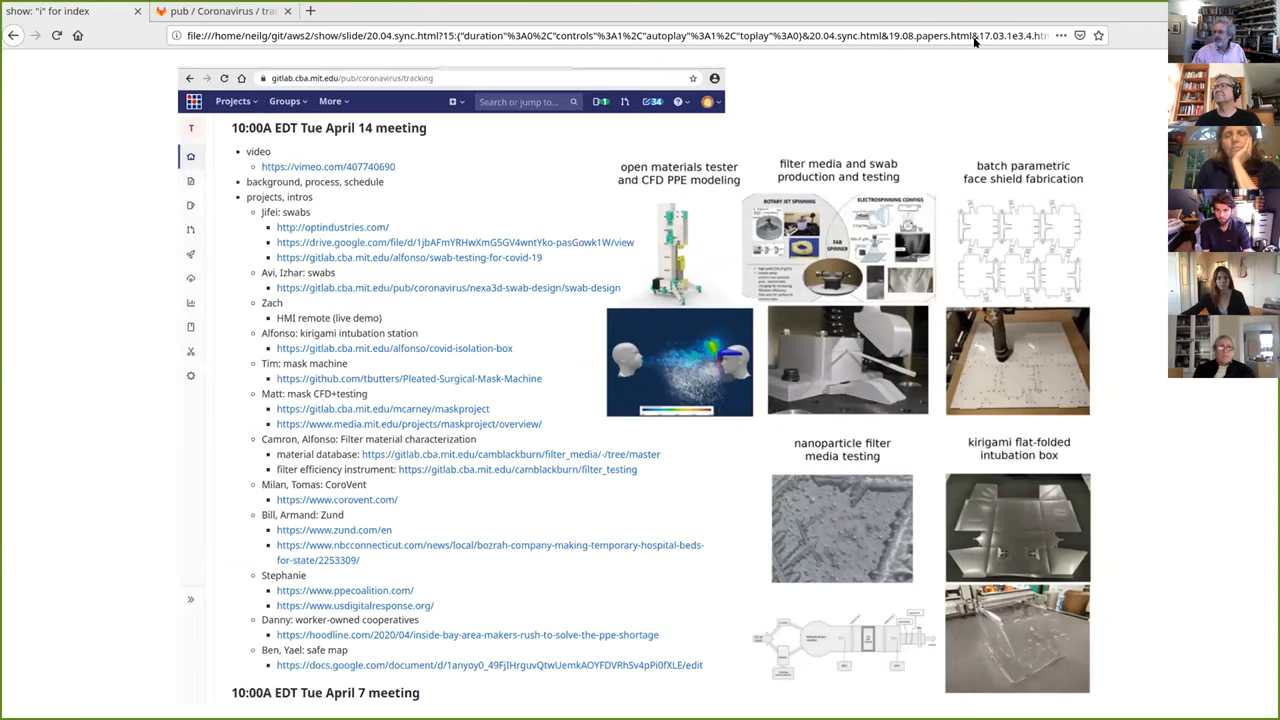 show: "i" for index
pub / Coronavirus / trac
file:///home/neilg/git/aws2/show/slide/20.04.sync.html?15:{"duration"%3A0%2C"controls"%3A1%2C"autoplay"%3A1%2C"toplay"%3A0}&20.04.sync.html&19.08.papers.html&17.03.1e3.4.htm
gitlab.cba.mit.edu/pub/coronavirus/tracking
Projects Groups More Search or jump to... 1 34
T
10:00A EDT Tue April 14 meeting
video
https://vimeo.com/407740690
background, process, schedule
projects, intros
Jifei: swabs
http://optindustries.com/
https://drive.google.com/file/d/1jbAFmYRHwXmG5GV4wntYko-pasGowk1W/view
https://gitlab.cba.mit.edu/alfonso/swab-testing-for-covid-19
Avi, Izhar: swabs
https://gitlab.cba.mit.edu/pub/coronavirus/nexa3d-swab-design/swab-design
Zach
HMI remote (live demo)
Alfonso: kirigami intubation station
https://gitlab.cba.mit.edu/alfonso/covid-isolation-box
Tim: mask machine
https://github.com/tbutters/Pleated-Surgical-Mask-Machine
Matt: mask CFD+testing
https://gitlab.cba.mit.edu/mcarney/maskproject
https://www.media.mit.edu/projects/maskproject/overview/
Camron, Alfonso: Filter material characterization
material database: https://gitlab.cba.mit.edu/camblackburn/filter_media/-/tree/master
filter efficiency instrument: https://gitlab.cba.mit.edu/camblackburn/filter_testing
Milan, Tomas: CoroVent
https://www.corovent.com/
Bill, Armand: Zund
https://www.zund.com/en
https://www.nbcconnecticut.com/news/local/bozrah-company-making-temporary-hospital-beds-
for-state/2253309/
Stephanie
https://www.ppecoalition.com/
https://www.usdigitalresponse.org/
Danny: worker-owned cooperatives
https://hoodline.com/2020/04/inside-bay-area-makers-rush-to-solve-the-ppe-shortage
Ben, Yael: safe map
https://docs.google.com/document/d/1anyoy0_49FjIHrguvQtwUemkAOYFDVRhSv4pPi0fXLE/edit
10:00A EDT Tue April 7 meeting
open materials tester
and CFD PPE modeling
filter media and swab
production and testing
batch parametric
face shield fabrication
ROTARY JET SPINNING
ELECTROSPINNING CONFIGS
FAB
SPINNER
nanoparticle filter
media testing
kirigami flat-folded
intubation box